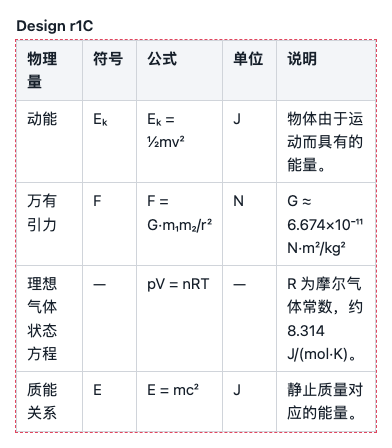 Design r1C
物理量 符号 公式 单位 说明
动能 Eₖ Eₖ = ½mv² J 物体由于运动而具有的能量。
万有引力 F F = G·m₁m₂/r² N G ≈ 6.674×10⁻¹¹ N·m²/kg²
理想气体状态方程 — pV = nRT — R 为摩尔气体常数，约 8.314 J/(mol·K)。
质能关系 E E = mc² J 静止质量对应的能量。